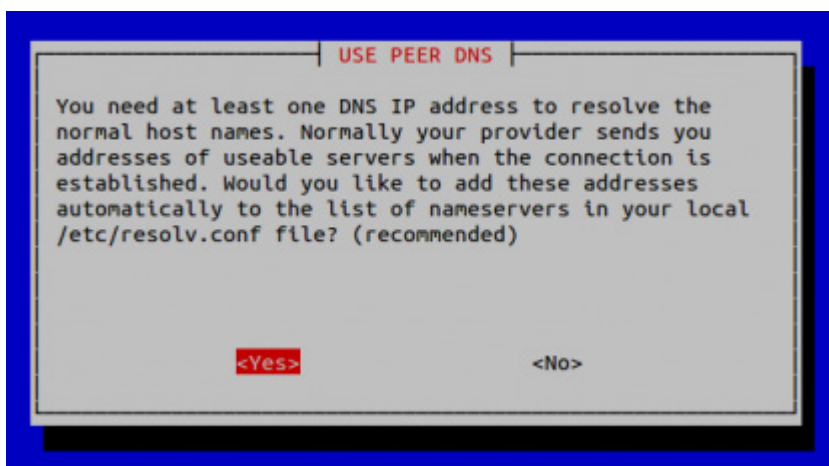 USE PEER DNS
You need at least one DNS IP address to resolve the
normal host names. Normally your provider sends you
addresses of useable servers when the connection is
established. Would you like to add these addresses
automatically to the list of nameservers in your local
/etc/resolv.conf file? (recommended)
<Yes> <No>